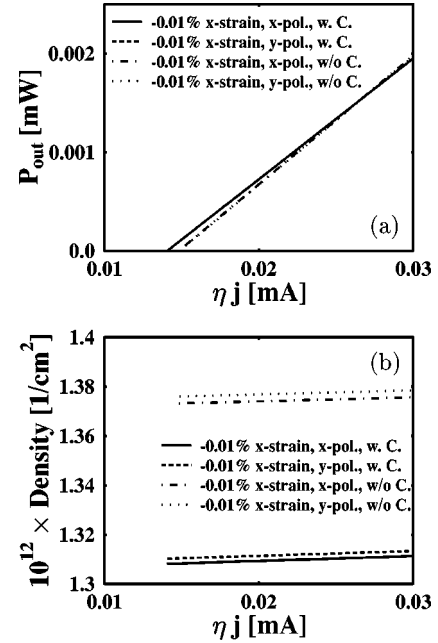 -0.01% x-strain, x-pol., w. C.
-0.01% x-strain, y-pol., w. C.
-0.01% x-strain, x-pol., w/o C.
-0.01% x-strain, y-pol., w/o C.
0.002
0.001
0.0
P_out [mW]
(a)
0.01 0.02 0.03
η j [mA]
1.4
1.38
1.36
1.34
1.32
1.3
10^12 × Density [1/cm^2]
(b)
-0.01% x-strain, x-pol., w. C.
-0.01% x-strain, y-pol., w. C.
-0.01% x-strain, x-pol., w/o C.
-0.01% x-strain, y-pol., w/o C.
0.01 0.02 0.03
η j [mA]